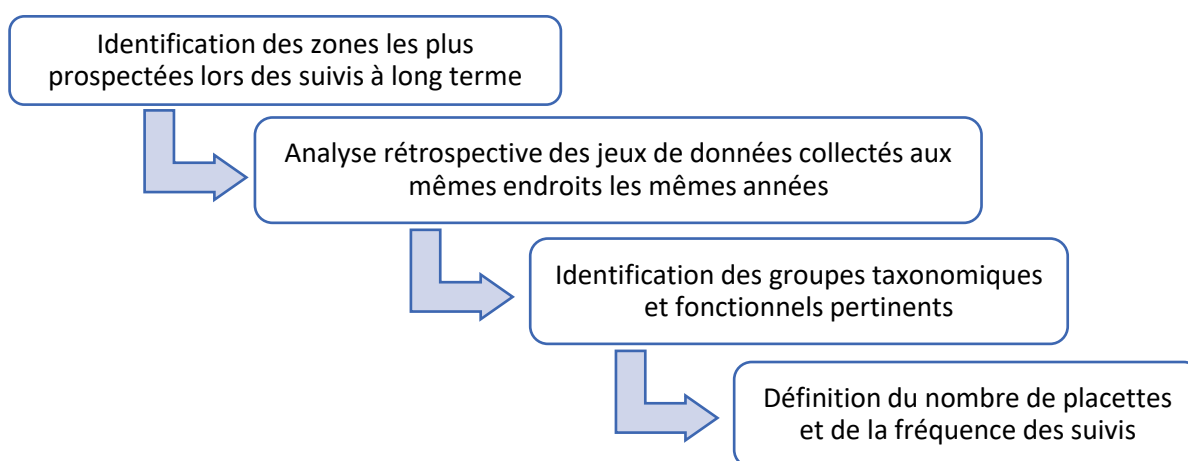 Identification des zones les plus
prospectées lors des suivis à long terme
Analyse rétrospective des jeux de données collectés aux
mêmes endroits les mêmes années
Identification des groupes taxonomiques
et fonctionnels pertinents
Définition du nombre de placettes
et de la fréquence des suivis